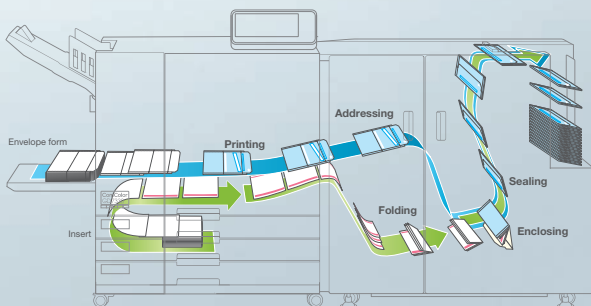 Addressing
Printing
Envelope form
Sealing
Folding
Insert
Enclosing